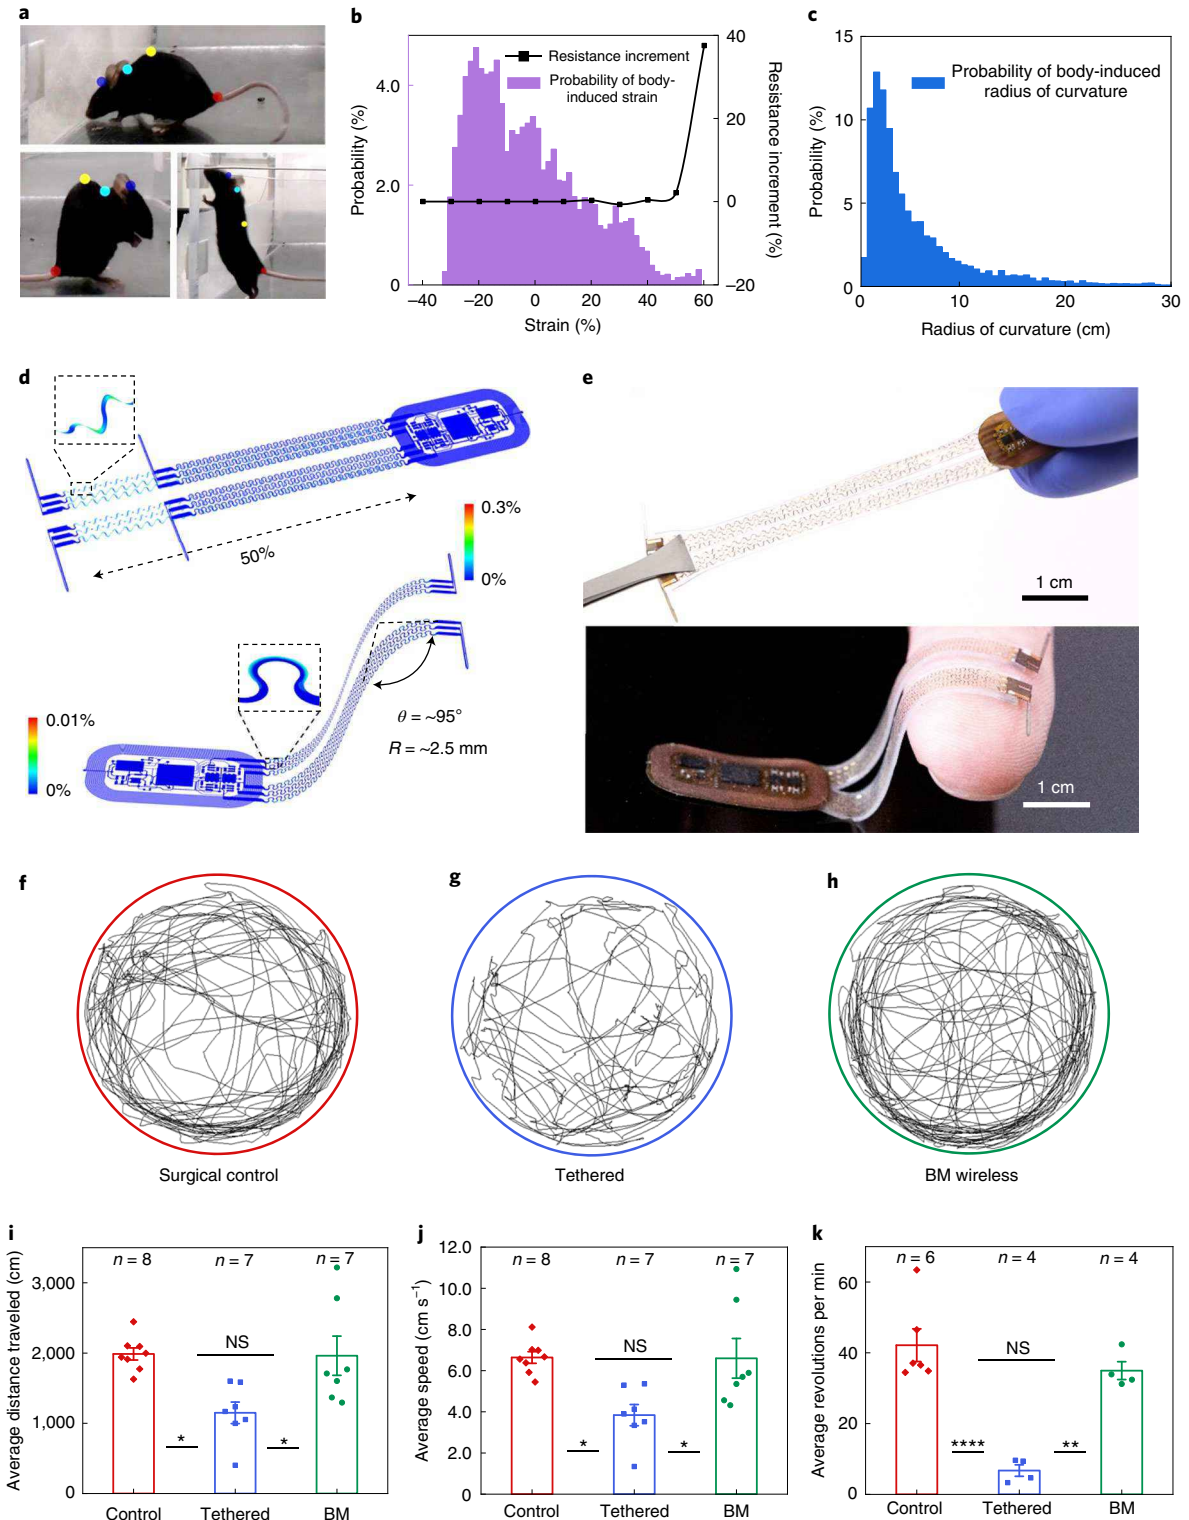 a
b
Probability (%)
4.0
2.0
0
Resistance increment
Probability of body-
induced strain
40
20
0
−20
Resistance increment (%)
−40
−20
0
20
40
60
Strain (%)
c
Probability (%)
15
10
5
0
Probability of body-induced
radius of curvature
0
10
20
30
Radius of curvature (cm)
d
50%
0.3%
0%
0.01%
0%
θ = ~95°
R = ~2.5 mm
e
1 cm
1 cm
f
Surgical control
g
Tethered
h
BM wireless
i
Average distance traveled (cm)
3,000
2,000
1,000
0
n = 8
n = 7
n = 7
NS
*
*
Control
Tethered
BM
j
Average speed (cm s⁻¹)
12.0
10.0
8.0
6.0
4.0
2.0
0
n = 8
n = 7
n = 7
NS
*
*
Control
Tethered
BM
k
Average revolutions per min
60
40
20
0
n = 6
n = 4
n = 4
NS
****
**
Control
Tethered
BM